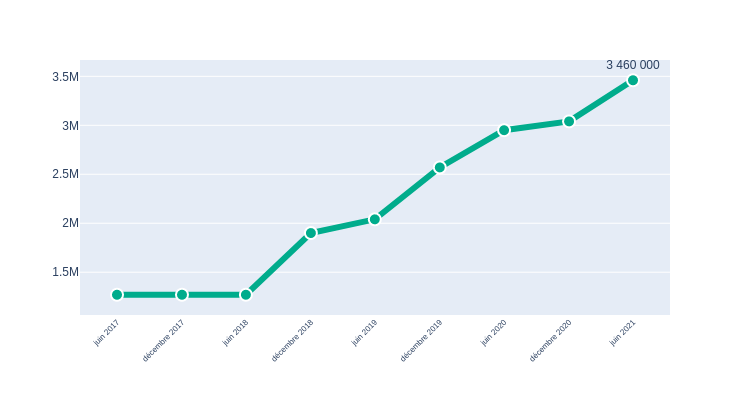 3 460 000
3.5M
3M
2.5M
2M
1.5M
juin 2017
décembre 2017
juin 2018
décembre 2018
juin 2019
décembre 2019
juin 2020
décembre 2020
juin 2021